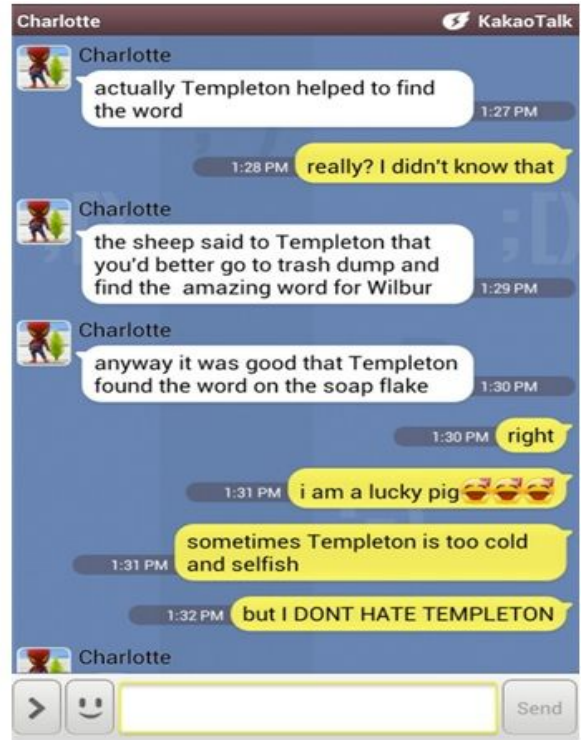 Charlotte KakaoTalk
Charlotte
actually Templeton helped to find
the word
1:27 PM
1:28 PM really? I didn't know that
Charlotte
the sheep said to Templeton that
you'd better go to trash dump and
find the amazing word for Wilbur
1:29 PM
Charlotte
anyway it was good that Templeton
found the word on the soap flake
1:30 PM
1:30 PM right
1:31 PM i am a lucky pig
sometimes Templeton is too cold
1:31 PM and selfish
1:32 PM but I DONT HATE TEMPLETON
Charlotte
Send